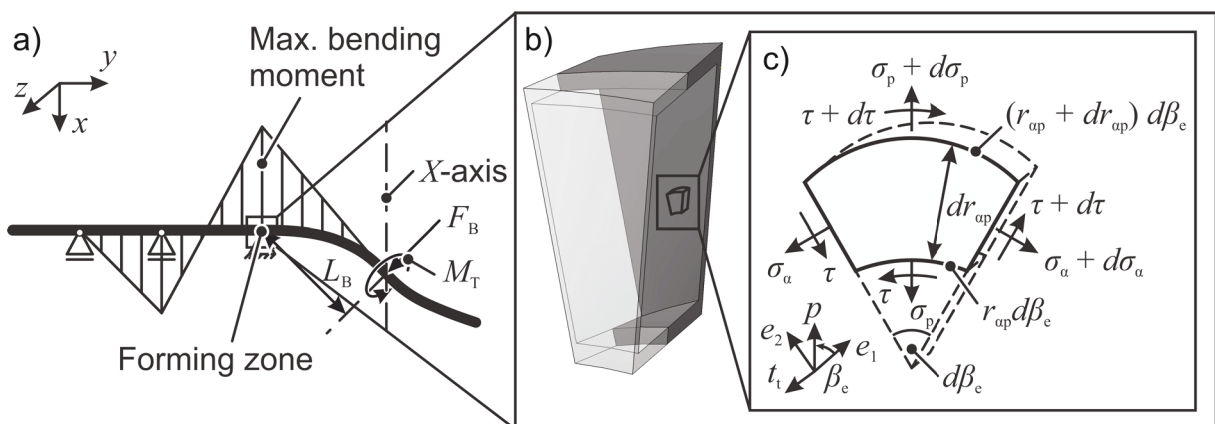 a)
Max. bending
moment
y
z
x
X-axis
F_B
M_T
L_B
Forming zone
b)
c)
σ_p + dσ_p
τ + dτ
(r_αp + dr_αp) dβ_e
dr_αp
τ + dτ
σ_α
τ
τ
σ_p
σ_α + dσ_α
r_αp dβ_e
p
e_2
e_1
t_t
β_e
dβ_e